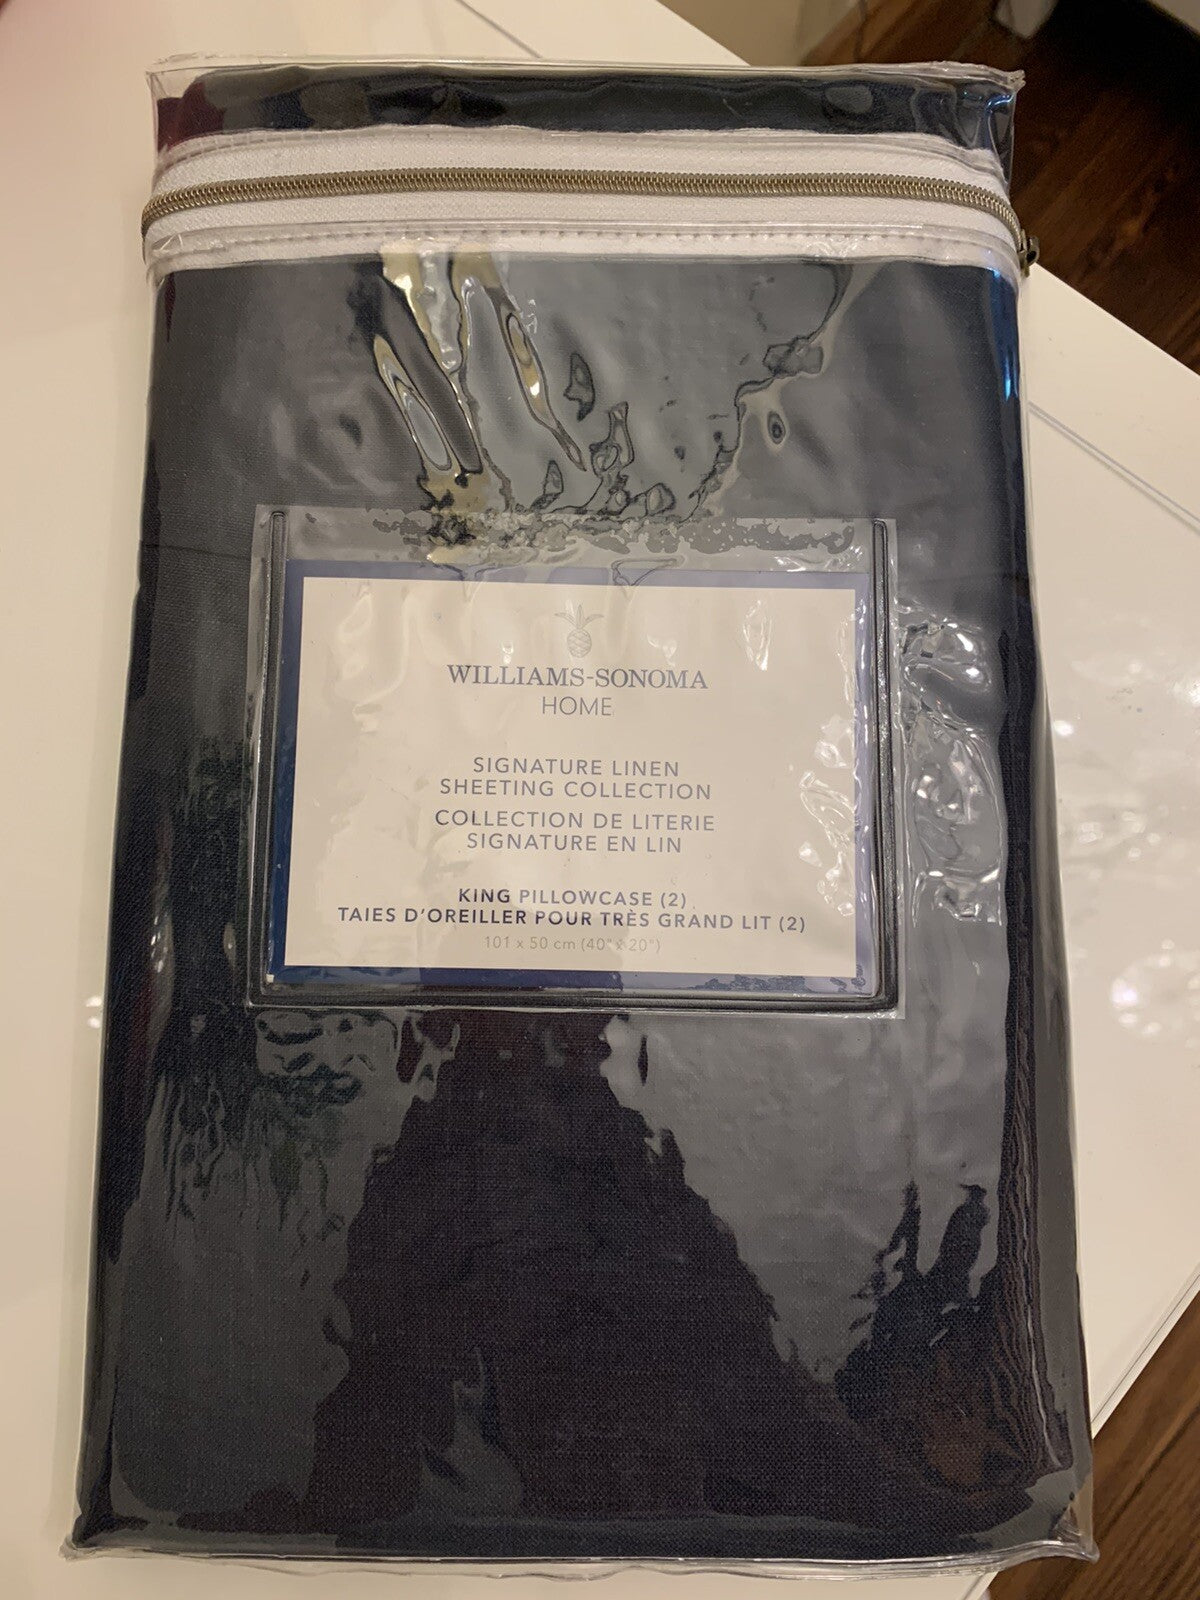 WILLIAMS-SONOMA
HOME
SIGNATURE LINEN
SHEETING COLLECTION
COLLECTION DE LITERIE
SIGNATURE EN LIN
KING PILLOWCASE (2)
TAIES D'OREILLER POUR TRÈS GRAND LIT (2)
101 x 50 cm (40" x 20")